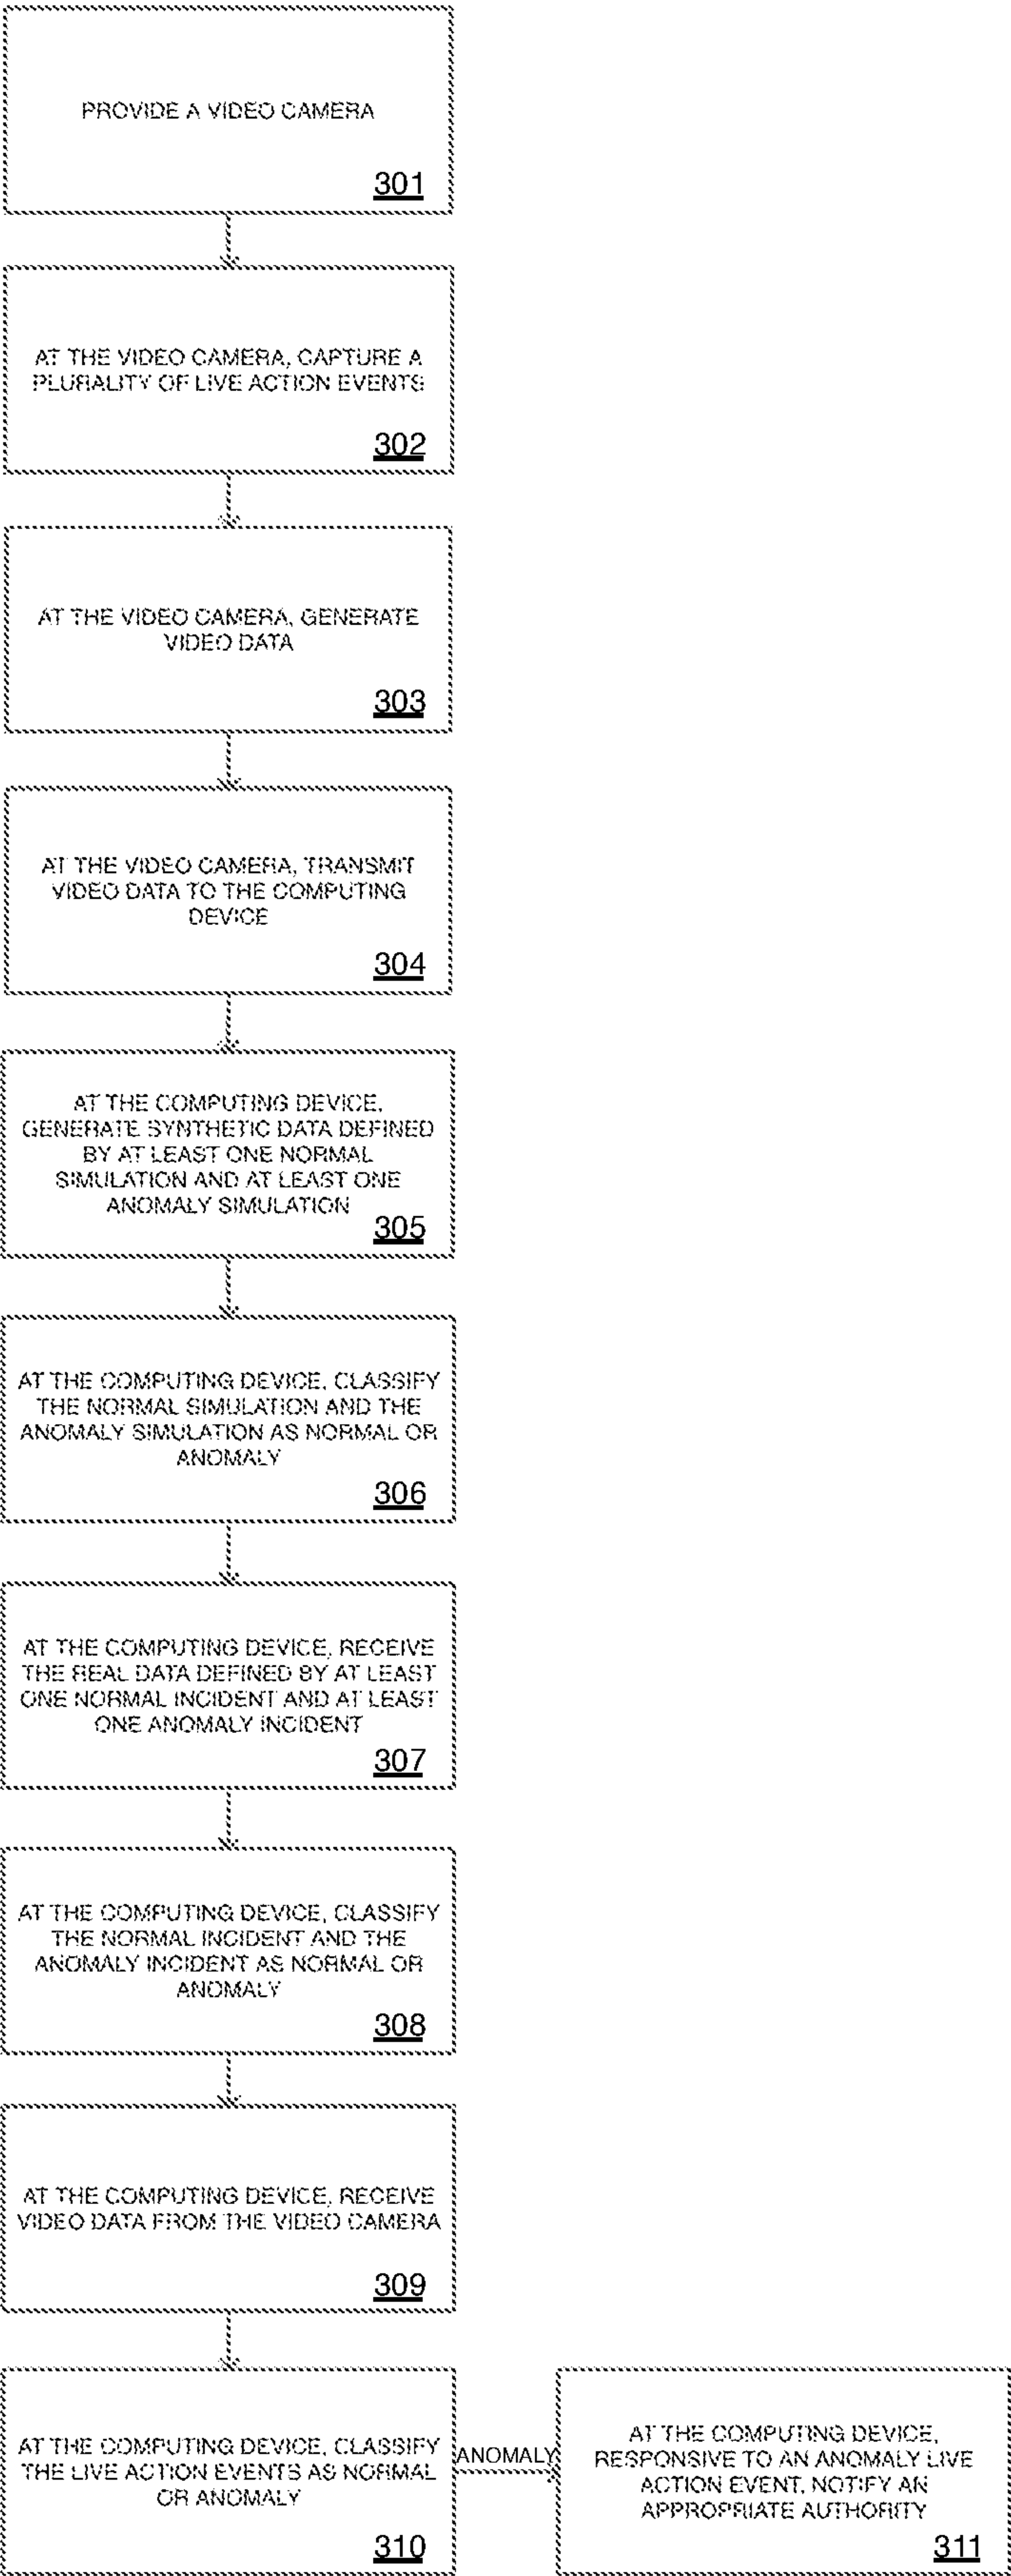 PROVIDE A VIDEO CAMERA
301
AT THE VIDEO CAMERA, CAPTURE A
PLURALITY OF LIVE ACTION EVENTS
302
AT THE VIDEO CAMERA, GENERATE
VIDEO DATA
303
AT THE VIDEO CAMERA, TRANSMIT
VIDEO DATA TO THE COMPUTING
DEVICE
304
AT THE COMPUTING DEVICE,
GENERATE SYNTHETIC DATA DEFINED
BY AT LEAST ONE NORMAL
SIMULATION AND AT LEAST ONE
ANOMALY SIMULATION
305
AT THE COMPUTING DEVICE, CLASSIFY
THE NORMAL SIMULATION AND THE
ANOMALY SIMULATION AS NORMAL OR
ANOMALY
306
AT THE COMPUTING DEVICE, RECEIVE
THE REAL DATA DEFINED BY AT LEAST
ONE NORMAL INCIDENT AND AT LEAST
ONE ANOMALY INCIDENT
307
AT THE COMPUTING DEVICE, CLASSIFY
THE NORMAL INCIDENT AND THE
ANOMALY INCIDENT AS NORMAL OR
ANOMALY
308
AT THE COMPUTING DEVICE, RECEIVE
VIDEO DATA FROM THE VIDEO CAMERA
309
AT THE COMPUTING DEVICE, CLASSIFY
THE LIVE ACTION EVENTS AS NORMAL
OR ANOMALY
310
ANOMALY
AT THE COMPUTING DEVICE,
RESPONSIVE TO AN ANOMALY LIVE
ACTION EVENT, NOTIFY AN
APPROPRIATE AUTHORITY
311